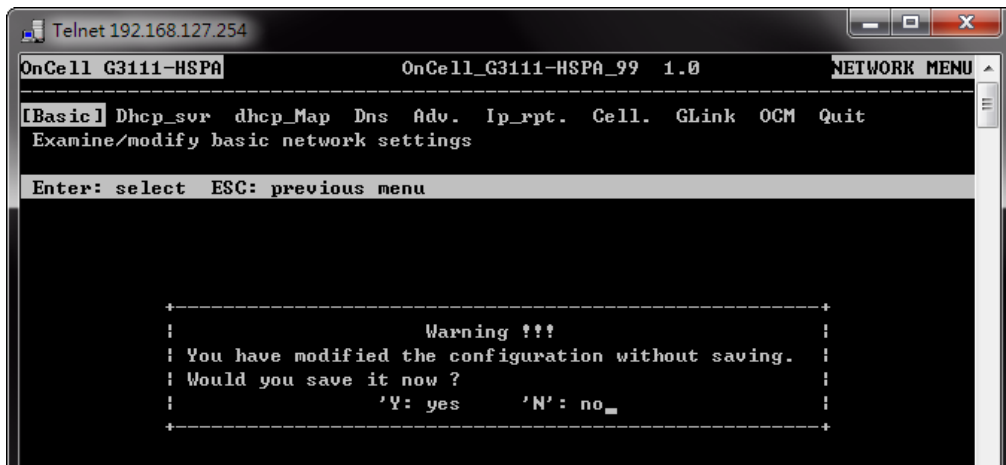 Telnet 192.168.127.254
OnCell G3111-HSPA OnCell_G3111-HSPA_99 1.0 NETWORK MENU
[Basic] Dhcp_svr dhcp_Map Dns Adv. Ip_rpt. Cell. GLink OCM Quit
Examine/modify basic network settings
Enter: select ESC: previous menu
Warning !!!
You have modified the configuration without saving.
Would you save it now ?
'Y: yes 'N': no_